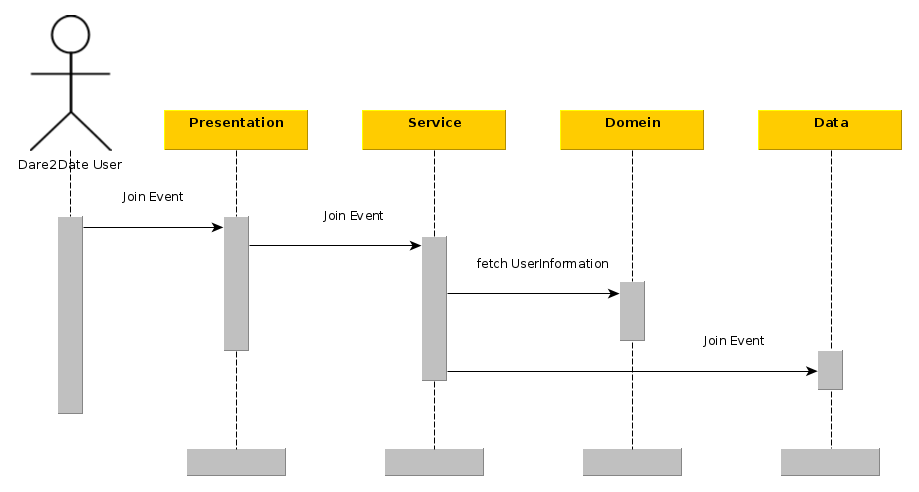 Dare2Date User
Presentation
Service
Domein
Data
Join Event
Join Event
fetch UserInformation
Join Event